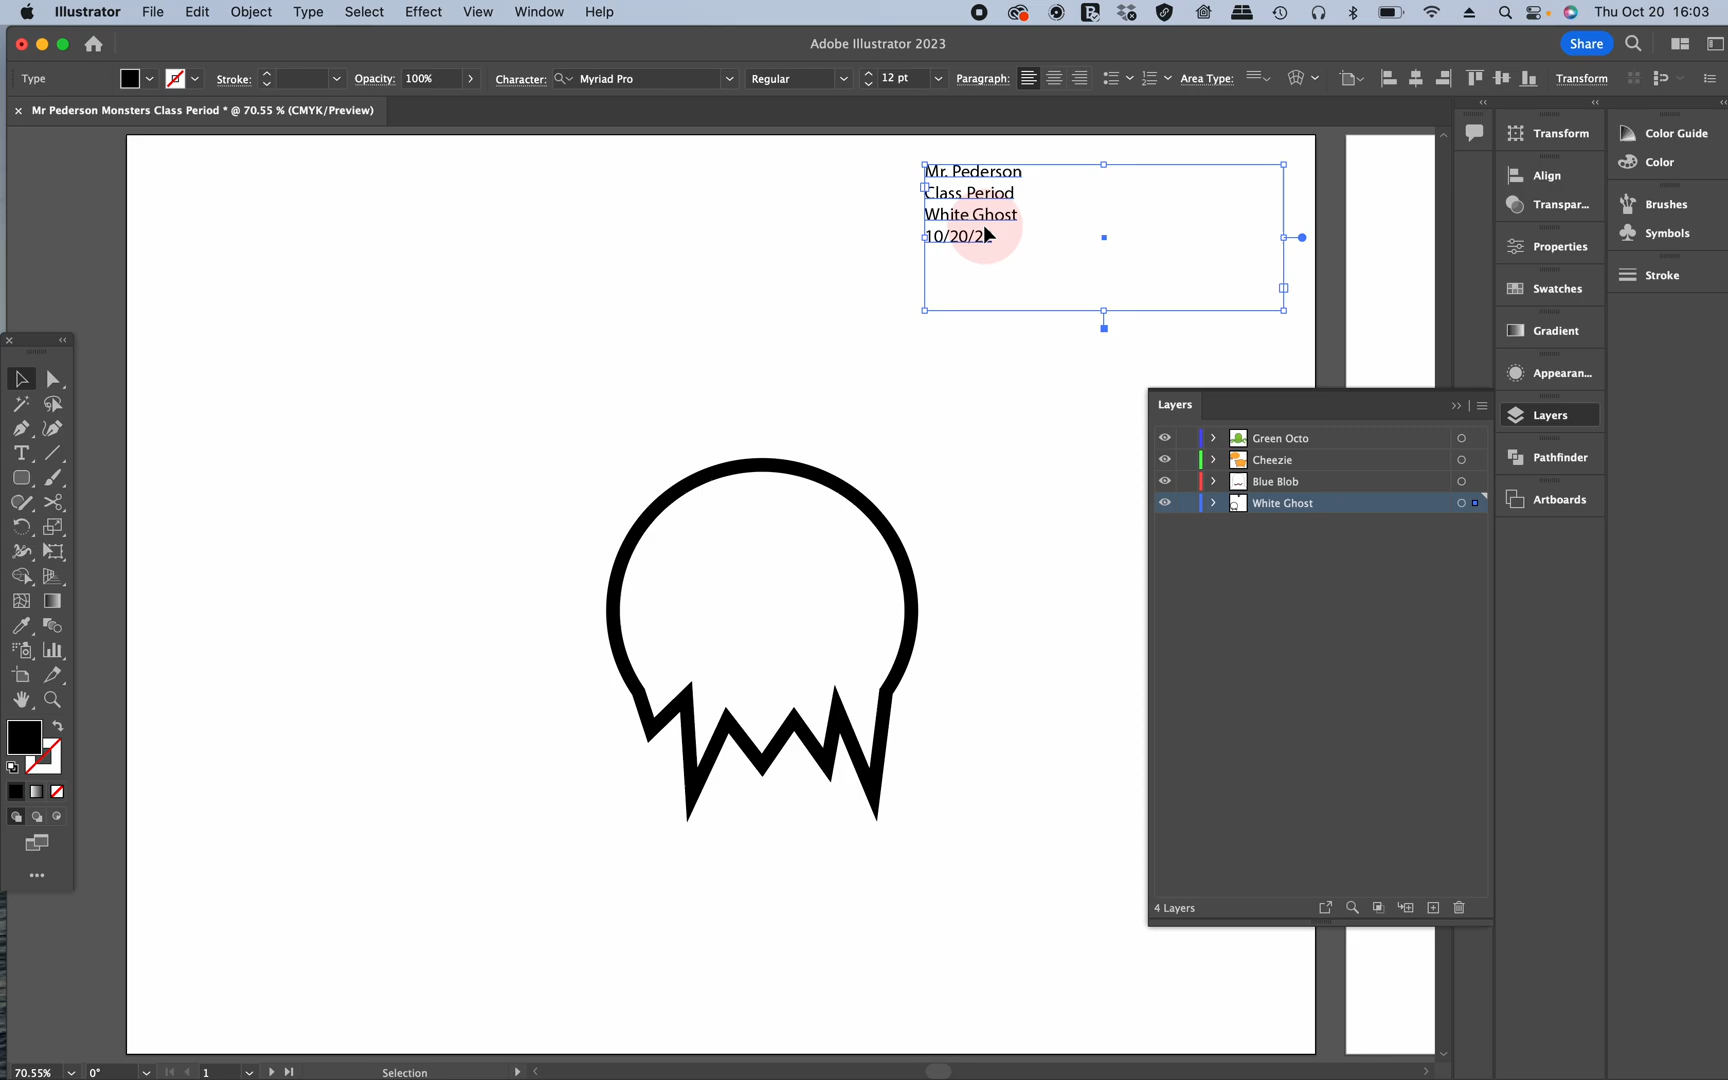 Illustrator File Edit Object Type Select Effect View Window Help Thu Oct 20 16:03
Adobe Illustrator 2023 Share
Type Stroke: Opacity: 100% Character: Myriad Pro Regular 12 pt Paragraph: Area Type: Transform
× Mr Pederson Monsters Class Period * @ 70.55 % (CMYK/Preview)
Mr. Pederson
Class Period
White Ghost
Transform
Align
Transpar...
Properties
Swatches
Gradient
Appearan...
Layers
Pathfinder
Artboards
Color Guide
Color
Brushes
Symbols
Stroke
Layers
Green Octo
Cheezie
Blue Blob
White Ghost
4 Layers
70.55% 0° 1 Selection